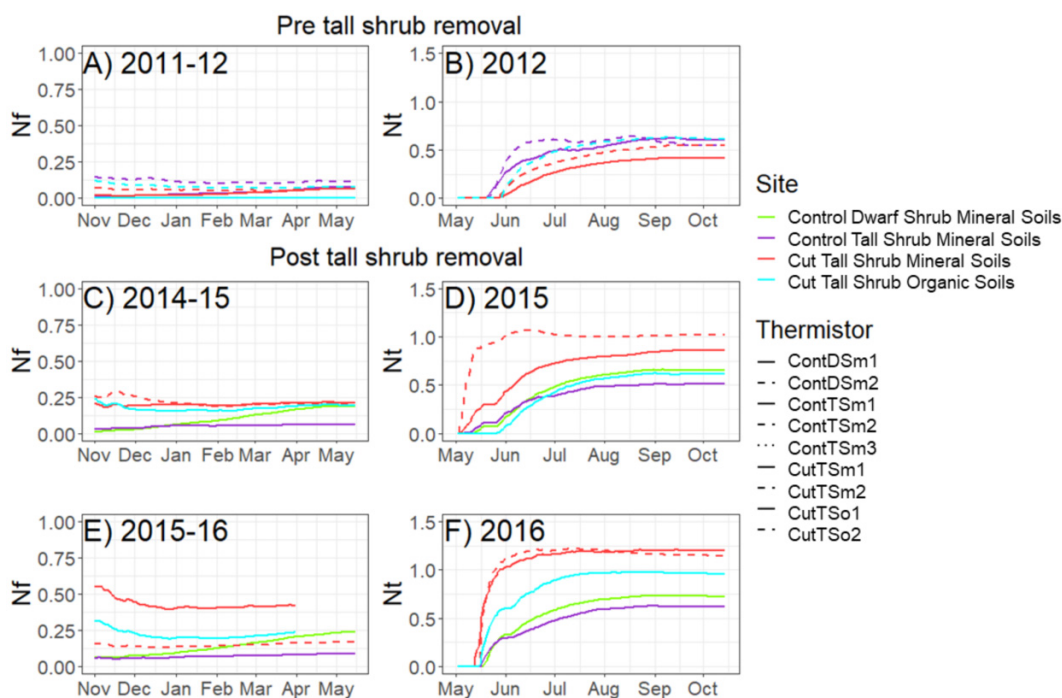 Pre tall shrub removal
A) 2011-12
Nf
1.00
0.75
0.50
0.25
0.00
Nov Dec Jan Feb Mar Apr May
B) 2012
Nt
1.5
1.0
0.5
0.0
May Jun Jul Aug Sep Oct
Post tall shrub removal
C) 2014-15
Nf
1.00
0.75
0.50
0.25
0.00
Nov Dec Jan Feb Mar Apr May
D) 2015
Nt
1.5
1.0
0.5
0.0
May Jun Jul Aug Sep Oct
E) 2015-16
Nf
1.00
0.75
0.50
0.25
0.00
Nov Dec Jan Feb Mar Apr May
F) 2016
Nt
1.5
1.0
0.5
0.0
May Jun Jul Aug Sep Oct
Site
Control Dwarf Shrub Mineral Soils
Control Tall Shrub Mineral Soils
Cut Tall Shrub Mineral Soils
Cut Tall Shrub Organic Soils
Thermistor
ContDSm1
ContDSm2
ContTSm1
ContTSm2
ContTSm3
CutTSm1
CutTSm2
CutTSo1
CutTSo2